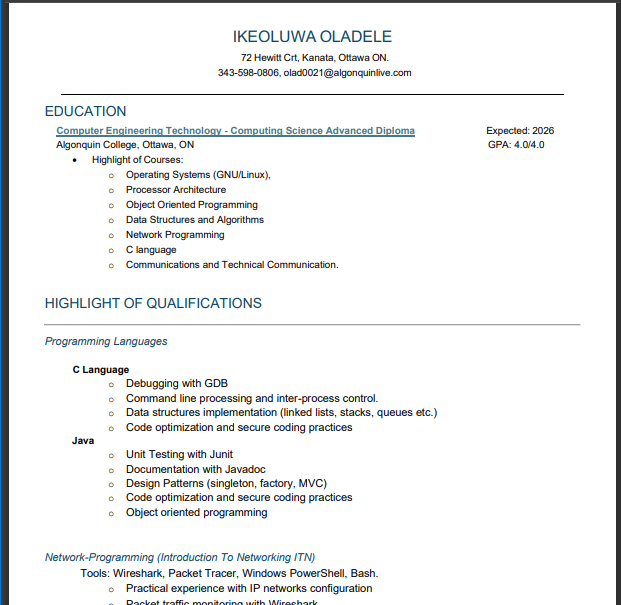 IKEOLUWA OLADELE
72 Hewitt Crt, Kanata, Ottawa ON.
343-598-0806, olad0021@algonquinlive.com
EDUCATION
Computer Engineering Technology - Computing Science Advanced Diploma Expected: 2026
Algonquin College, Ottawa, ON GPA: 4.0/4.0
• Highlight of Courses:
o Operating Systems (GNU/Linux),
o Processor Architecture
o Object Oriented Programming
o Data Structures and Algorithms
o Network Programming
o C language
o Communications and Technical Communication.
HIGHLIGHT OF QUALIFICATIONS
Programming Languages
C Language
o Debugging with GDB
o Command line processing and inter-process control.
o Data structures implementation (linked lists, stacks, queues etc.)
o Code optimization and secure coding practices
Java
o Unit Testing with Junit
o Documentation with Javadoc
o Design Patterns (singleton, factory, MVC)
o Code optimization and secure coding practices
o Object oriented programming
Network-Programming (Introduction To Networking ITN)
Tools: Wireshark, Packet Tracer, Windows PowerShell, Bash.
o Practical experience with IP networks configuration
o Packet traffic monitoring with Wireshark